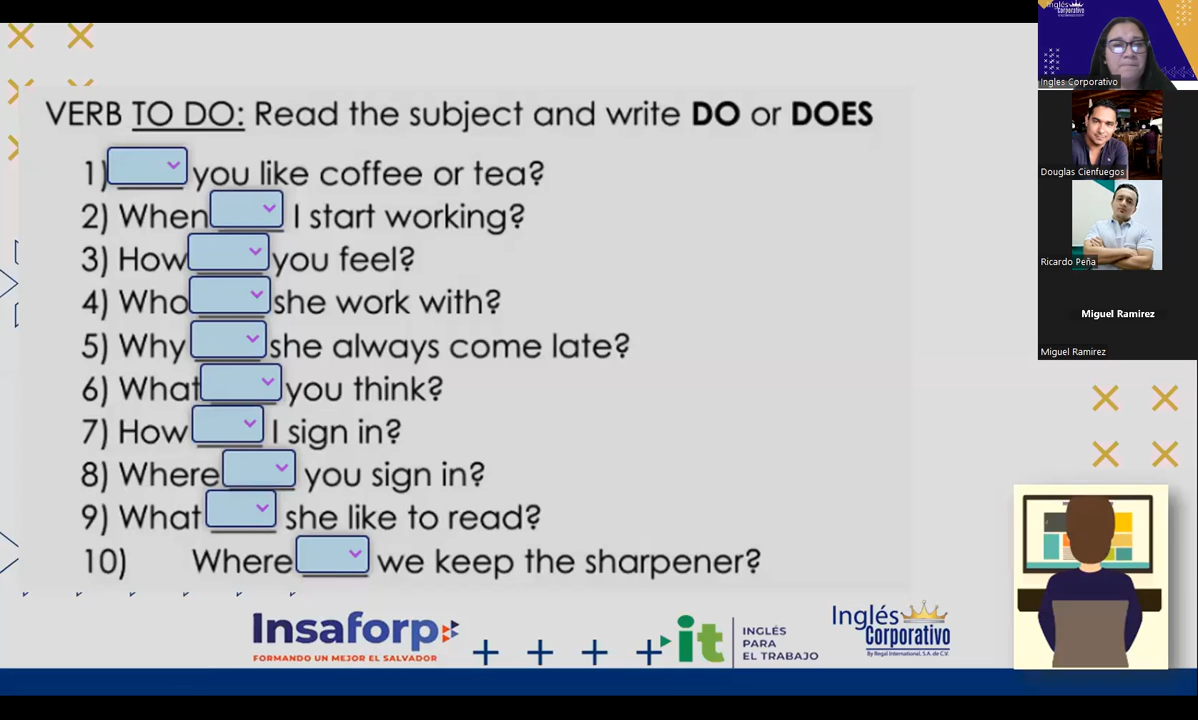 VERB TO DO: Read the subject and write DO or DOES
1) you like coffee or tea?
2) When I start working?
3) How you feel?
4) Who she work with?
5) Why she always come late?
6) What you think?
7) How I sign in?
8) Where you sign in?
9) What she like to read?
10) Where we keep the sharpener?
Insaforp
FORMANDO UN MEJOR EL SALVADOR
it
INGLÉS
PARA
EL TRABAJO
Inglés
Corporativo
By Regal International, S.A. de C.V.
Inglés
Corporativo
Ingles Corporativo
Douglas Cienfuegos
Ricardo Peña
Miguel Ramirez
Miguel Ramirez